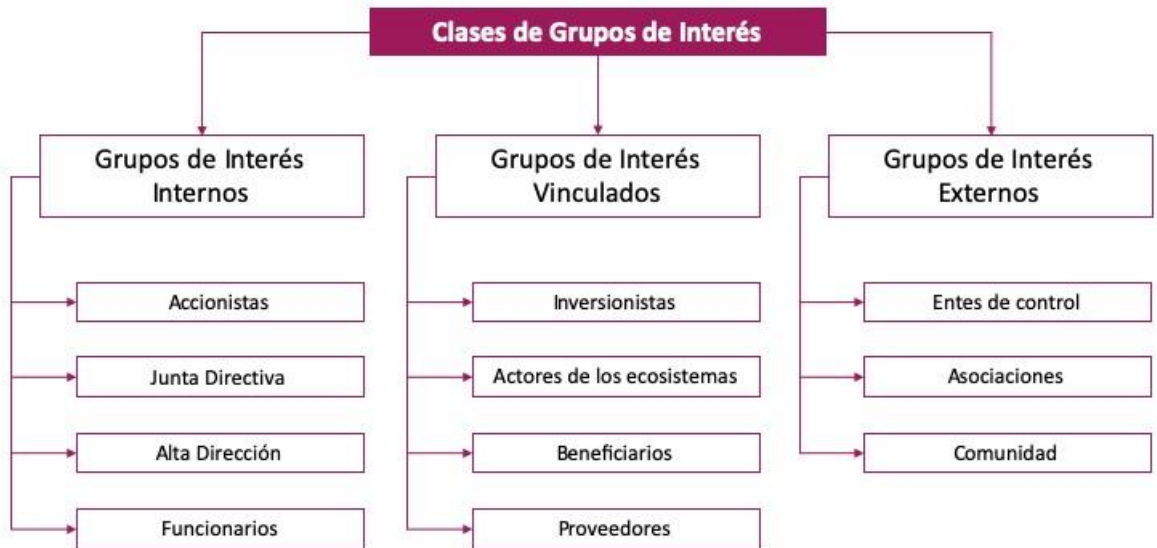 Clases de Grupos de Interés
Grupos de Interés
Internos
Accionistas
Junta Directiva
Alta Dirección
Funcionarios
Grupos de Interés
Vinculados
Inversionistas
Actores de los ecosistemas
Beneficiarios
Proveedores
Grupos de Interés
Externos
Entes de control
Asociaciones
Comunidad